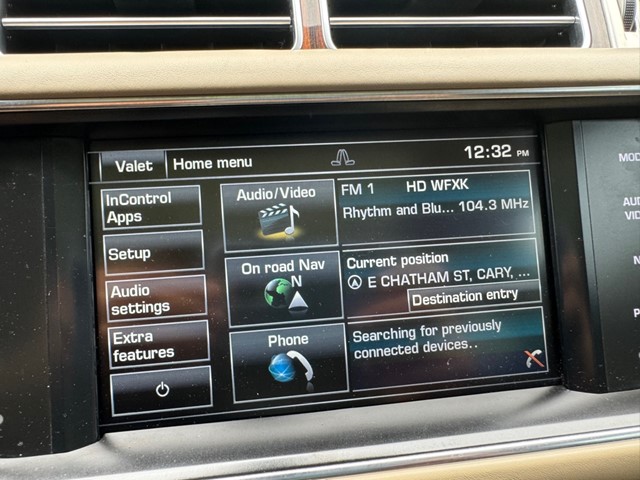 Valet Home menu 12:32 PM
InControl Apps
Setup
Audio settings
Extra features
Audio/Video
On road Nav
N
Phone
FM 1 HD WFXK
Rhythm and Blu... 104.3 MHz
Current position
A E CHATHAM ST, CARY, ...
Destination entry
Searching for previously
connected devices..